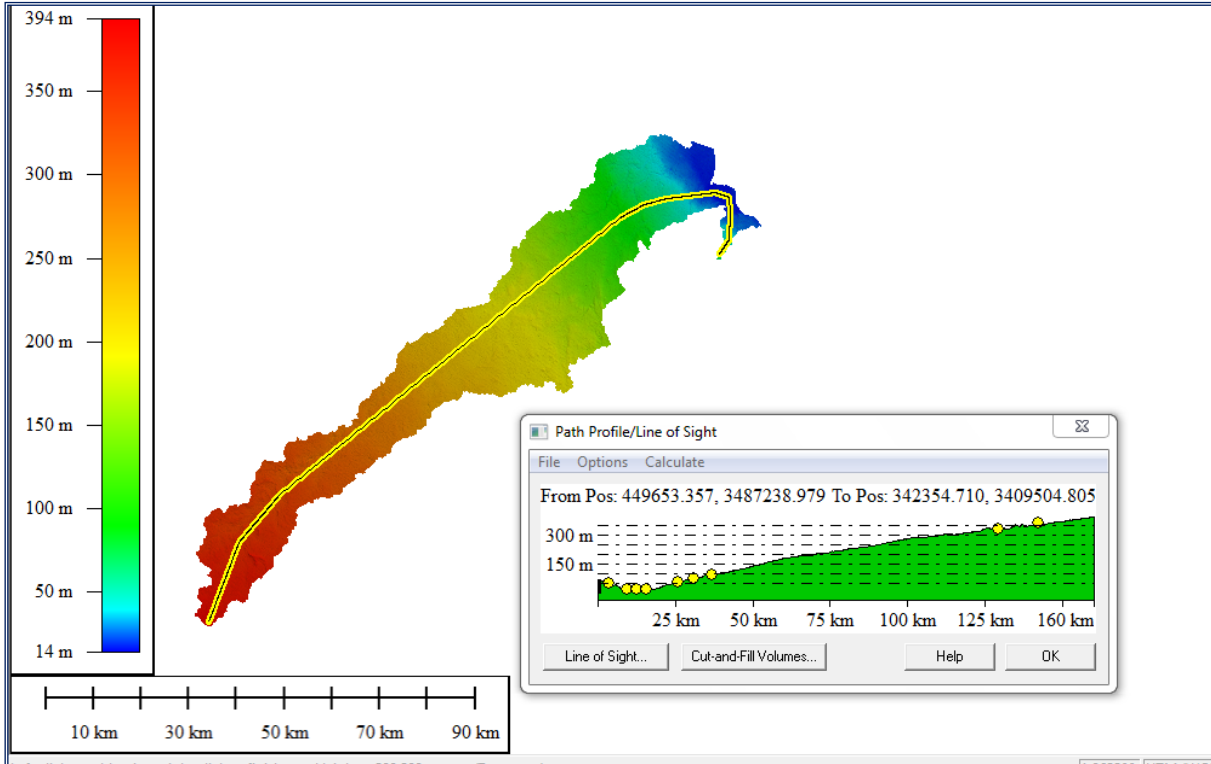 394 m
350 m
300 m
250 m
200 m
150 m
100 m
50 m
14 m
10 km 30 km 50 km 70 km 90 km
Path Profile/Line of Sight
File Options Calculate
From Pos: 449653.357, 3487238.979 To Pos: 342354.710, 3409504.805
300 m
150 m
25 km 50 km 75 km 100 km 125 km 160 km
Line of Sight... Cut-and-Fill Volumes... Help OK